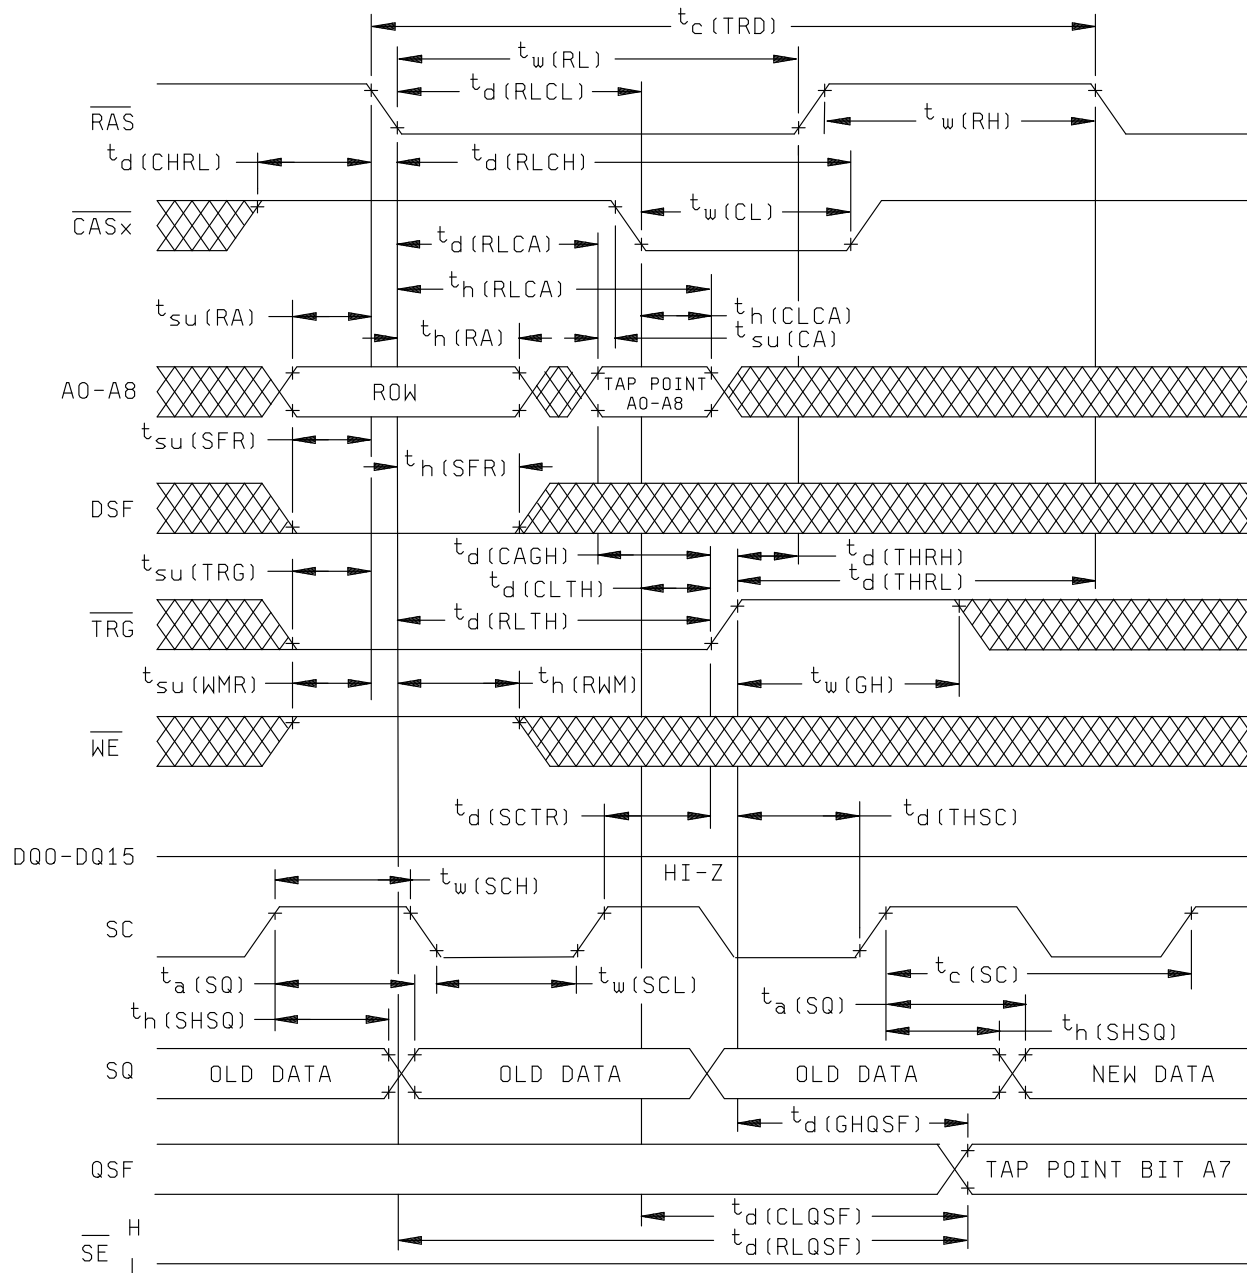 tc(TRD)
tw(RL)
td(RLCL)
RAS
tw(RH)
td(CHRL)
td(RLCH)
CASx
tw(CL)
td(RLCA)
th(RLCA)
tsu(RA)
th(CLCA)
th(RA)
tsu(CA)
A0-A8
ROW
TAP POINT
A0-A8
tsu(SFR)
th(SFR)
DSF
td(CAGH)
td(THRH)
tsu(TRG)
td(CLTH)
td(THRL)
TRG
td(RLTH)
tsu(WMR)
th(RWM)
tw(GH)
WE
td(SCTR)
td(THSC)
DQ0-DQ15
HI-Z
tw(SCH)
SC
ta(SQ)
tw(SCL)
tc(SC)
ta(SQ)
th(SHSQ)
th(SHSQ)
SQ
OLD DATA
OLD DATA
OLD DATA
NEW DATA
td(GHQSF)
QSF
TAP POINT BIT A7
td(CLQSF)
H
td(RLQSF)
SE